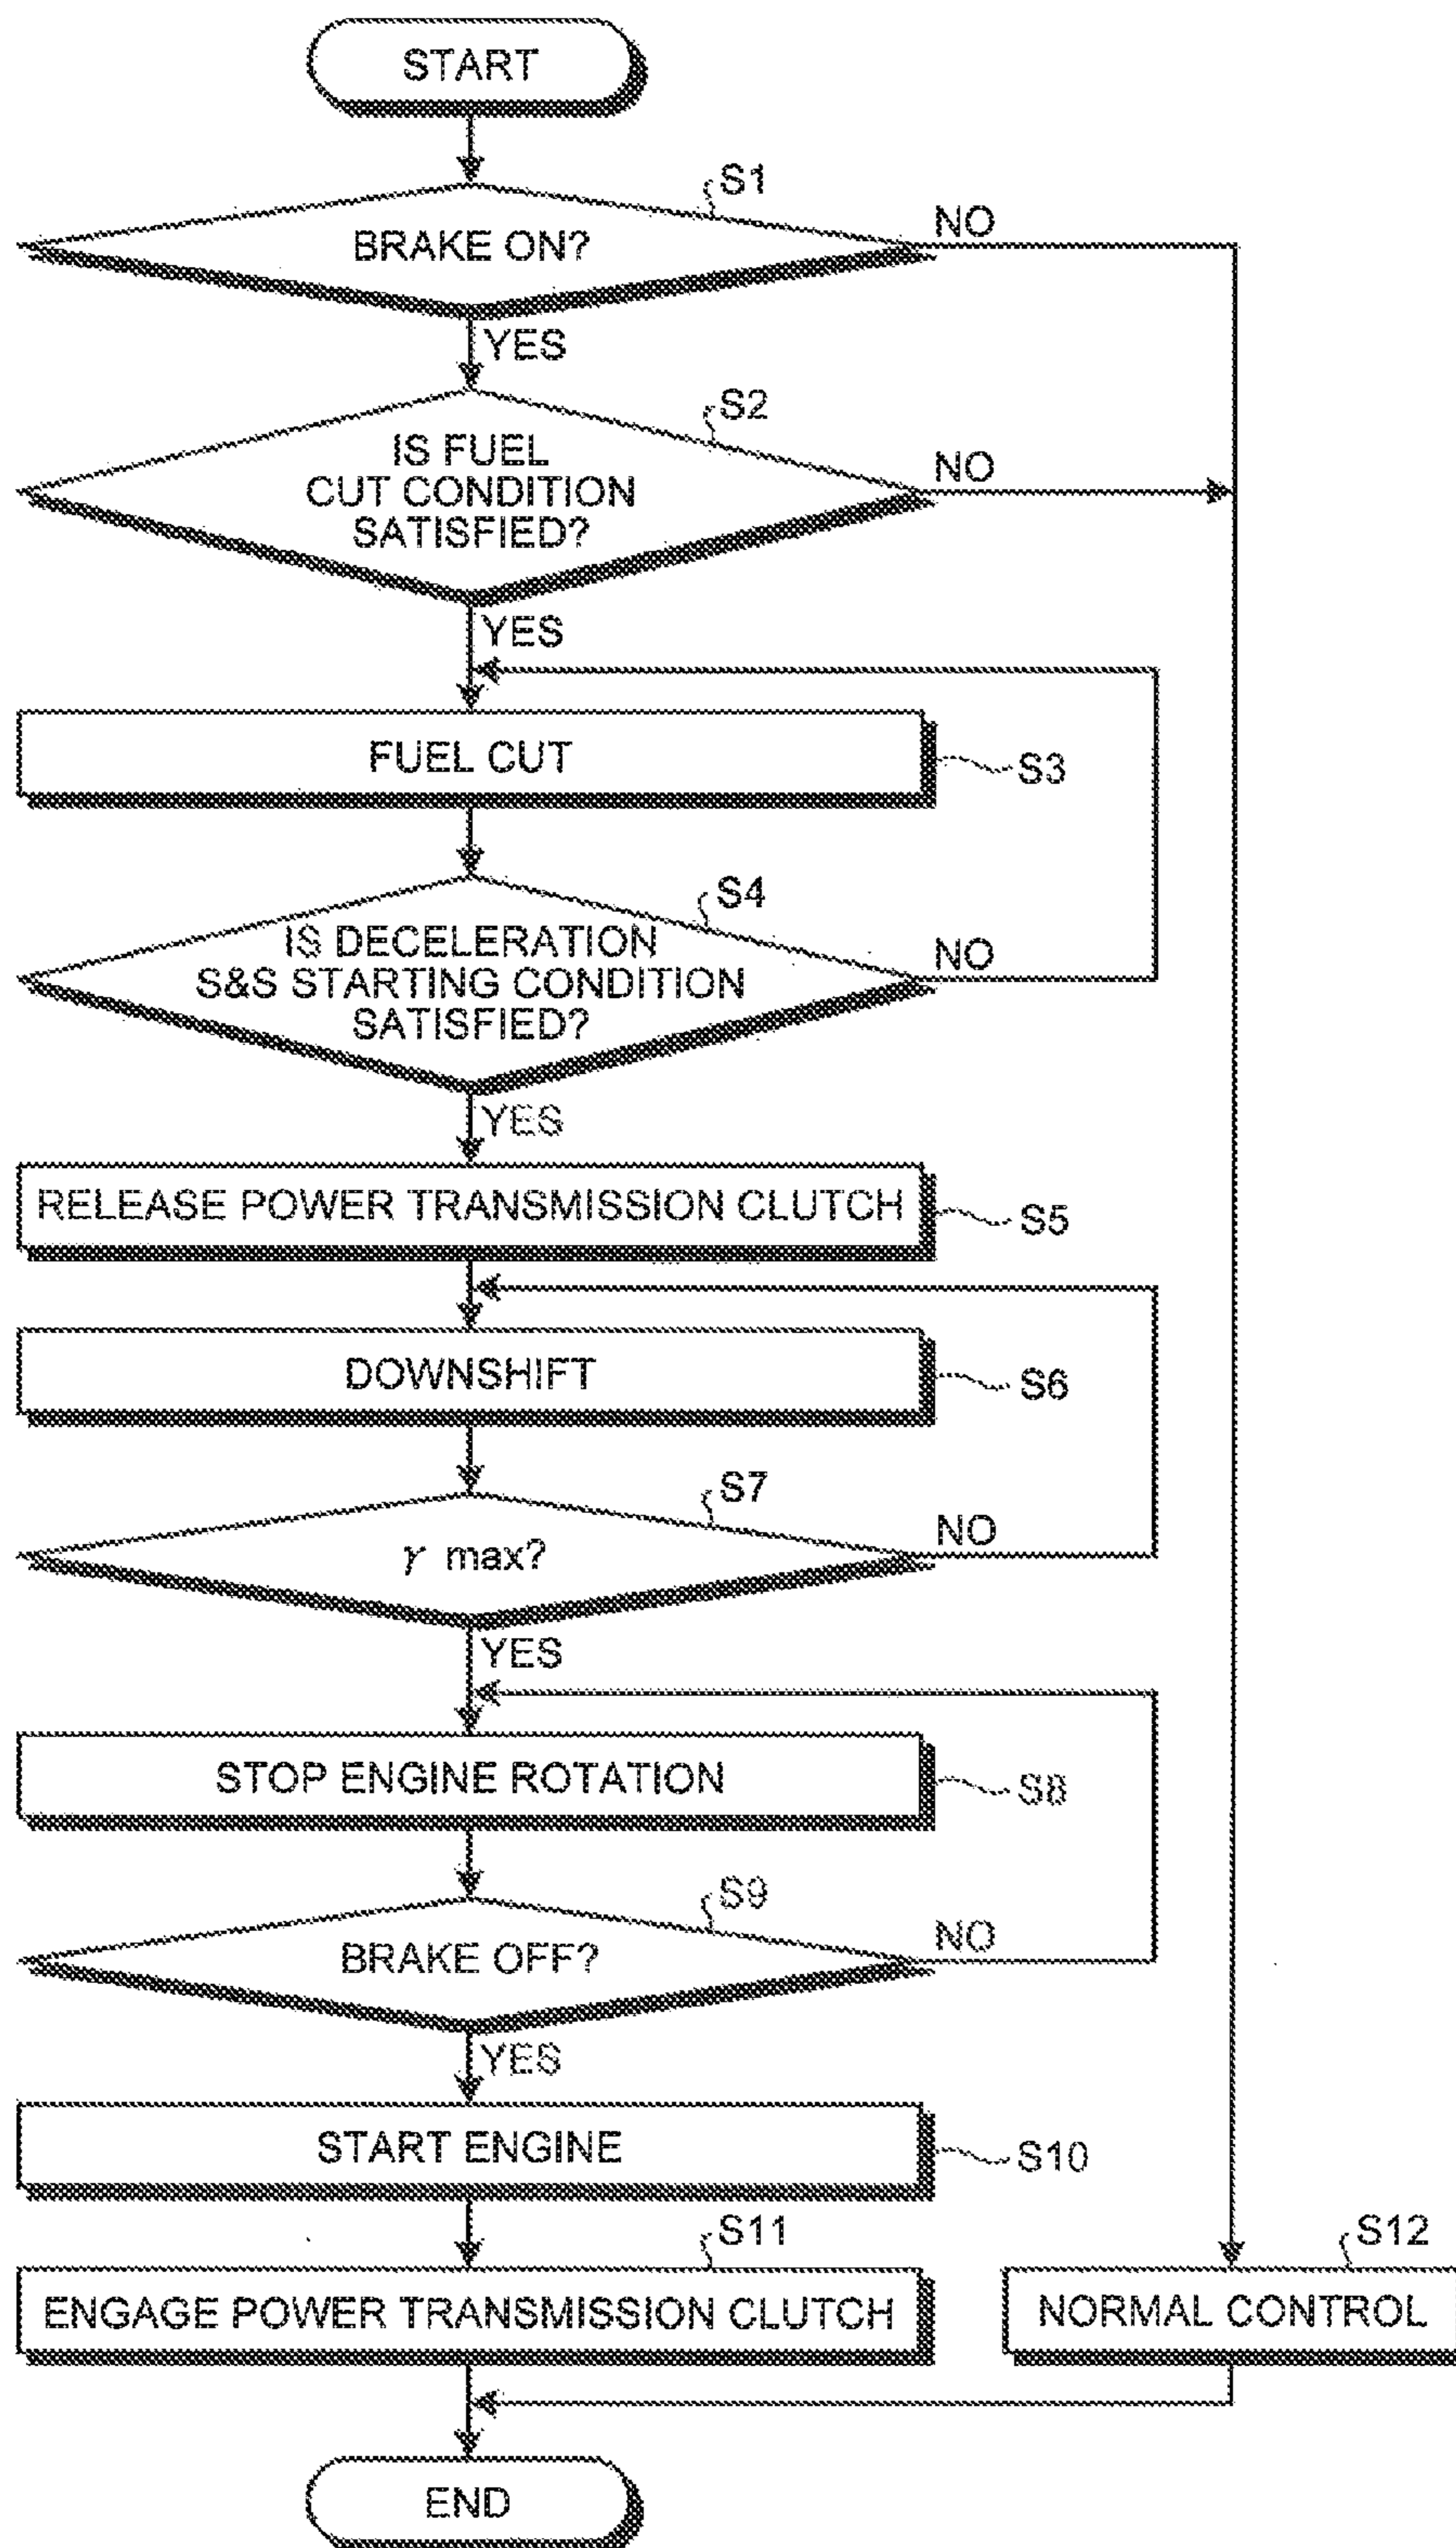 START
S1
BRAKE ON?
NO
YES
S2
IS FUEL
CUT CONDITION
SATISFIED?
NO
YES
FUEL CUT
S3
S4
IS DECELERATION
S&S STARTING CONDITION
SATISFIED?
NO
YES
RELEASE POWER TRANSMISSION CLUTCH
S5
DOWNSHIFT
S6
S7
γ max?
NO
YES
STOP ENGINE ROTATION
S8
S9
BRAKE OFF?
NO
YES
START ENGINE
S10
S11
ENGAGE POWER TRANSMISSION CLUTCH
S12
NORMAL CONTROL
END